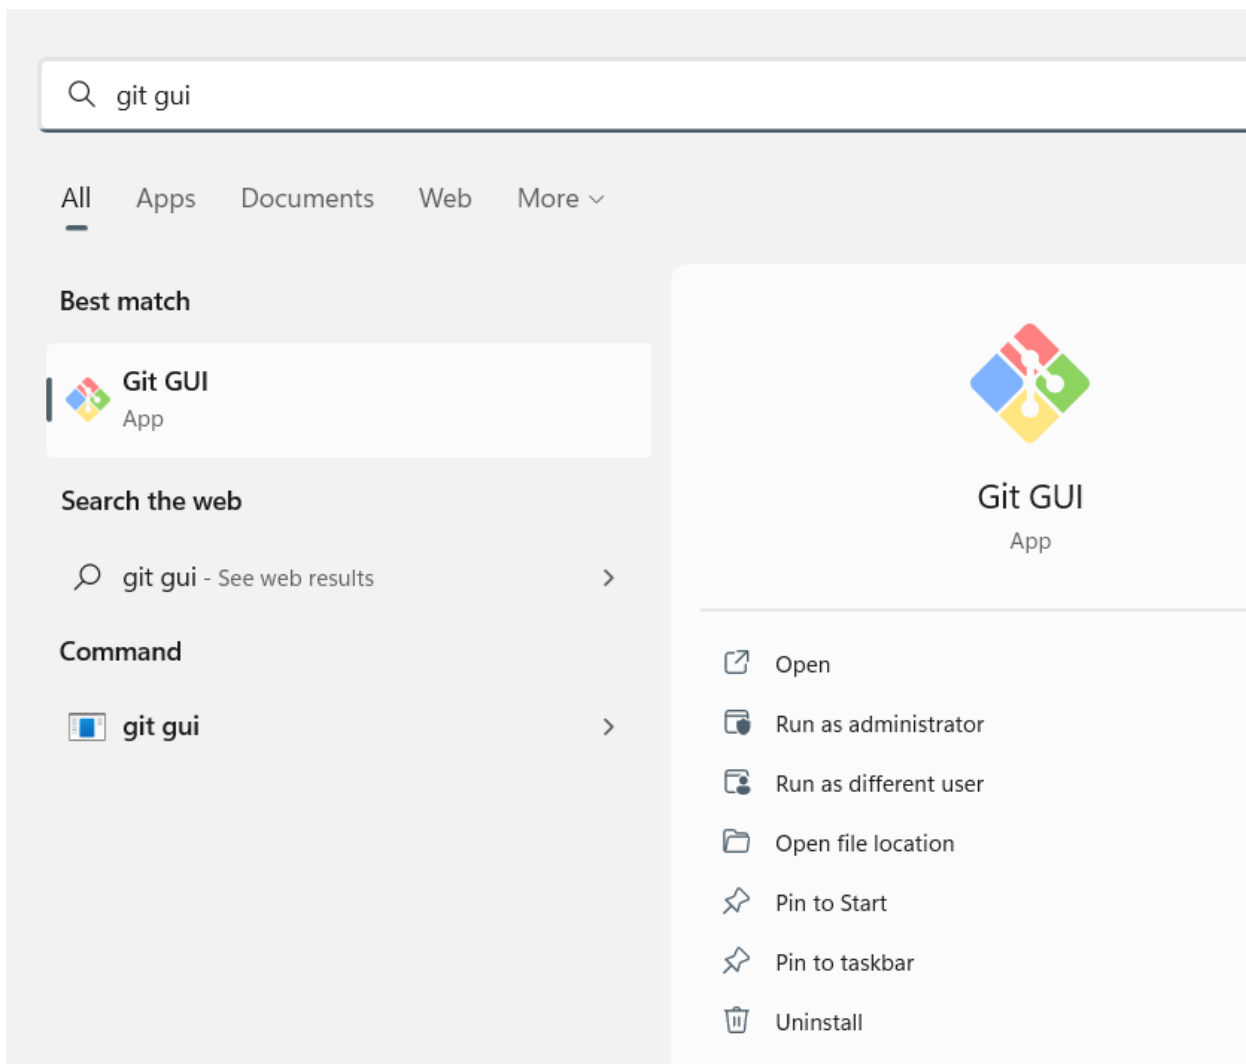 git gui
All Apps Documents Web More
Best match
Git GUI
App
Search the web
git gui - See web results
Command
git gui
Git GUI
App
Open
Run as administrator
Run as different user
Open file location
Pin to Start
Pin to taskbar
Uninstall